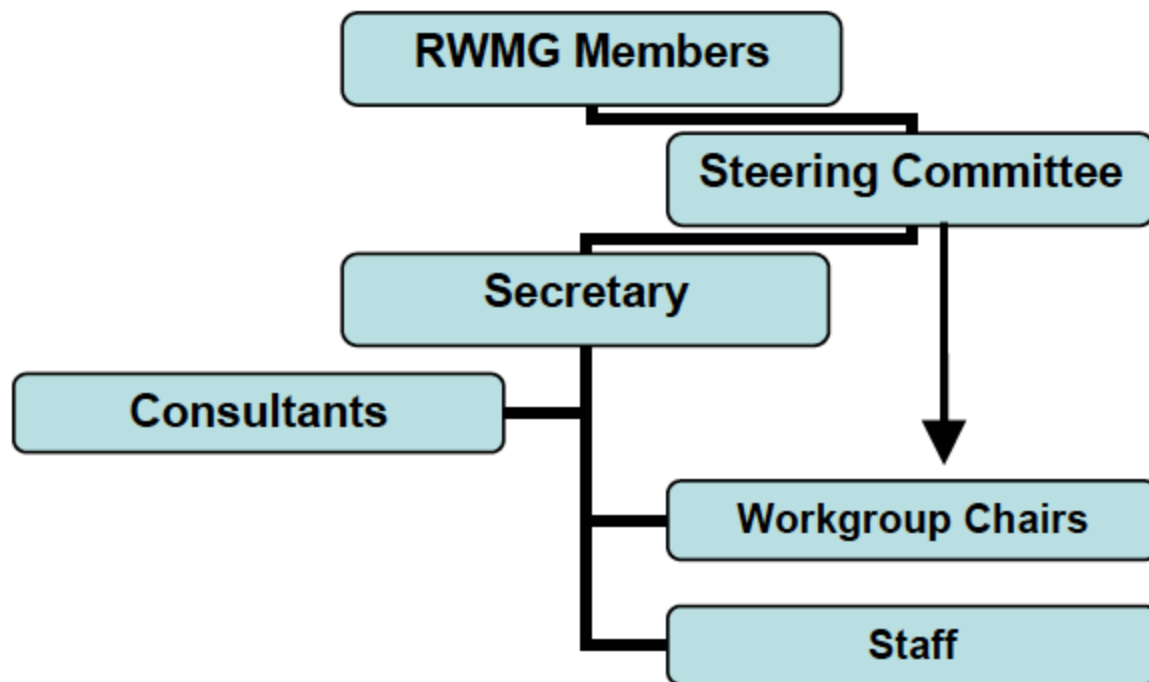 RWMG Members
Steering Committee
Secretary
Consultants
Workgroup Chairs
Staff